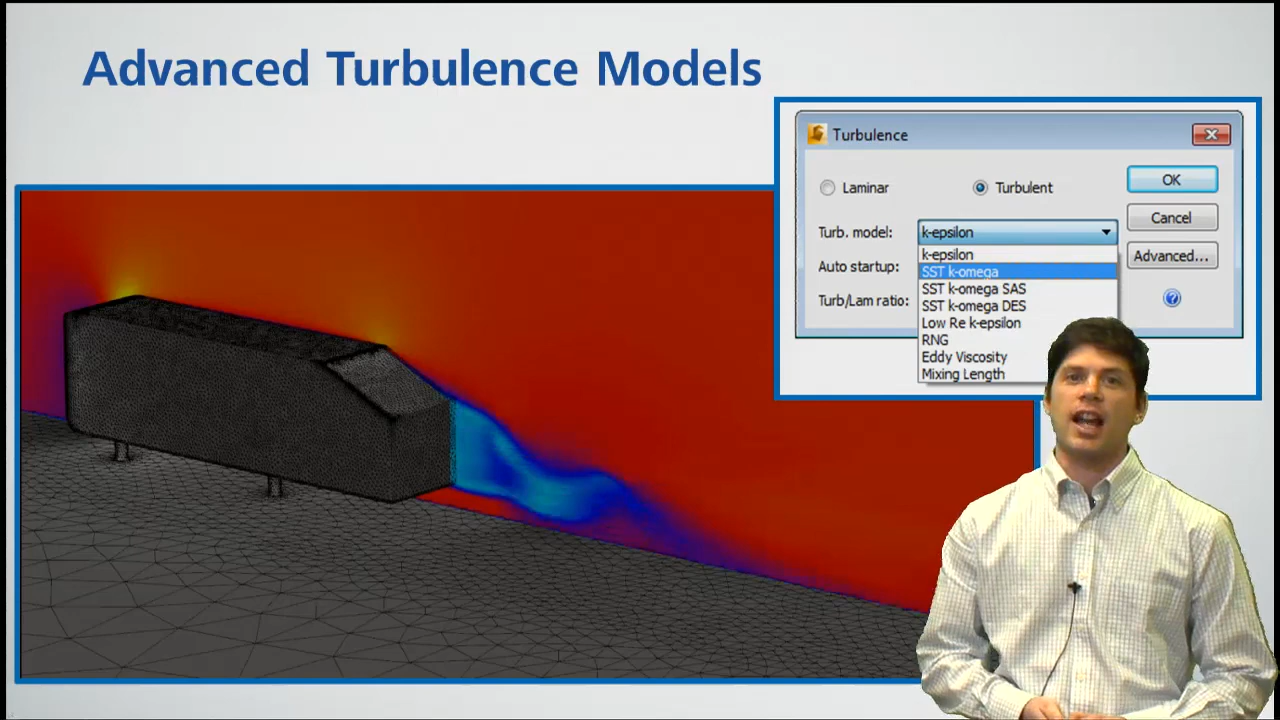 Advanced Turbulence Models
Turbulence
Laminar
Turbulent
OK
Turb. model:
k-epsilon
Cancel
k-epsilon
Auto startup:
SST k-omega
Advanced...
SST k-omega SAS
Turb/Lam ratio:
SST k-omega DES
?
Low Re k-epsilon
RNG
Eddy Viscosity
Mixing Length